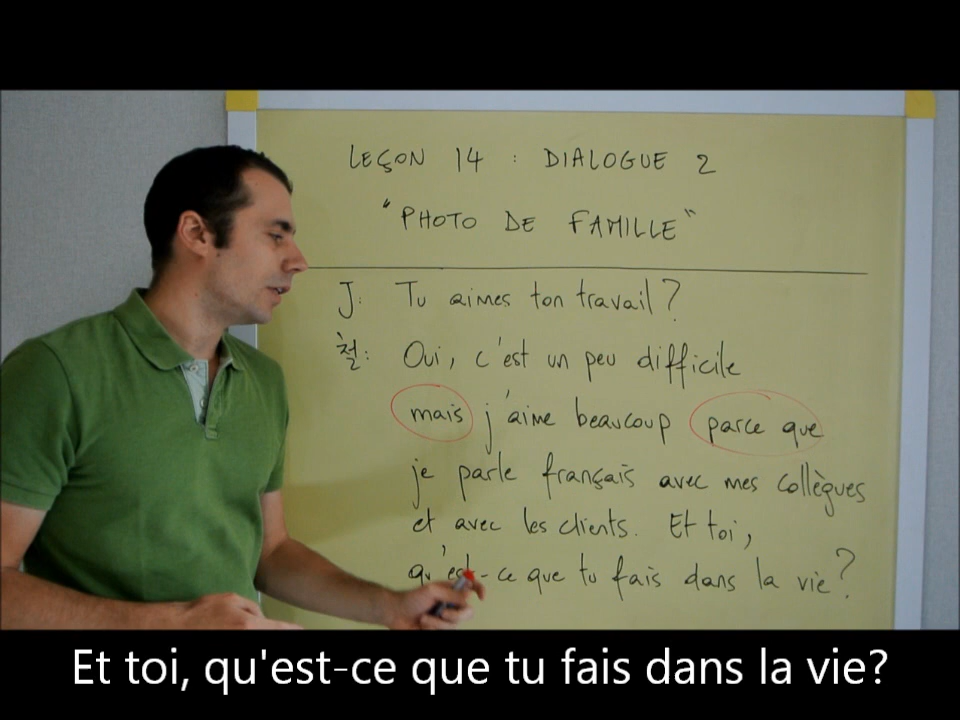 LEÇON 14 : DIALOGUE 2
"PHOTO DE FAMILLE"
J: Tu aimes ton travail ?
철: Oui, c'est un peu difficile
mais j'aime beaucoup parce que
je parle français avec mes collègues
et avec les clients. Et toi,
qu'est-ce que tu fais dans la vie ?
Et toi, qu'est-ce que tu fais dans la vie?